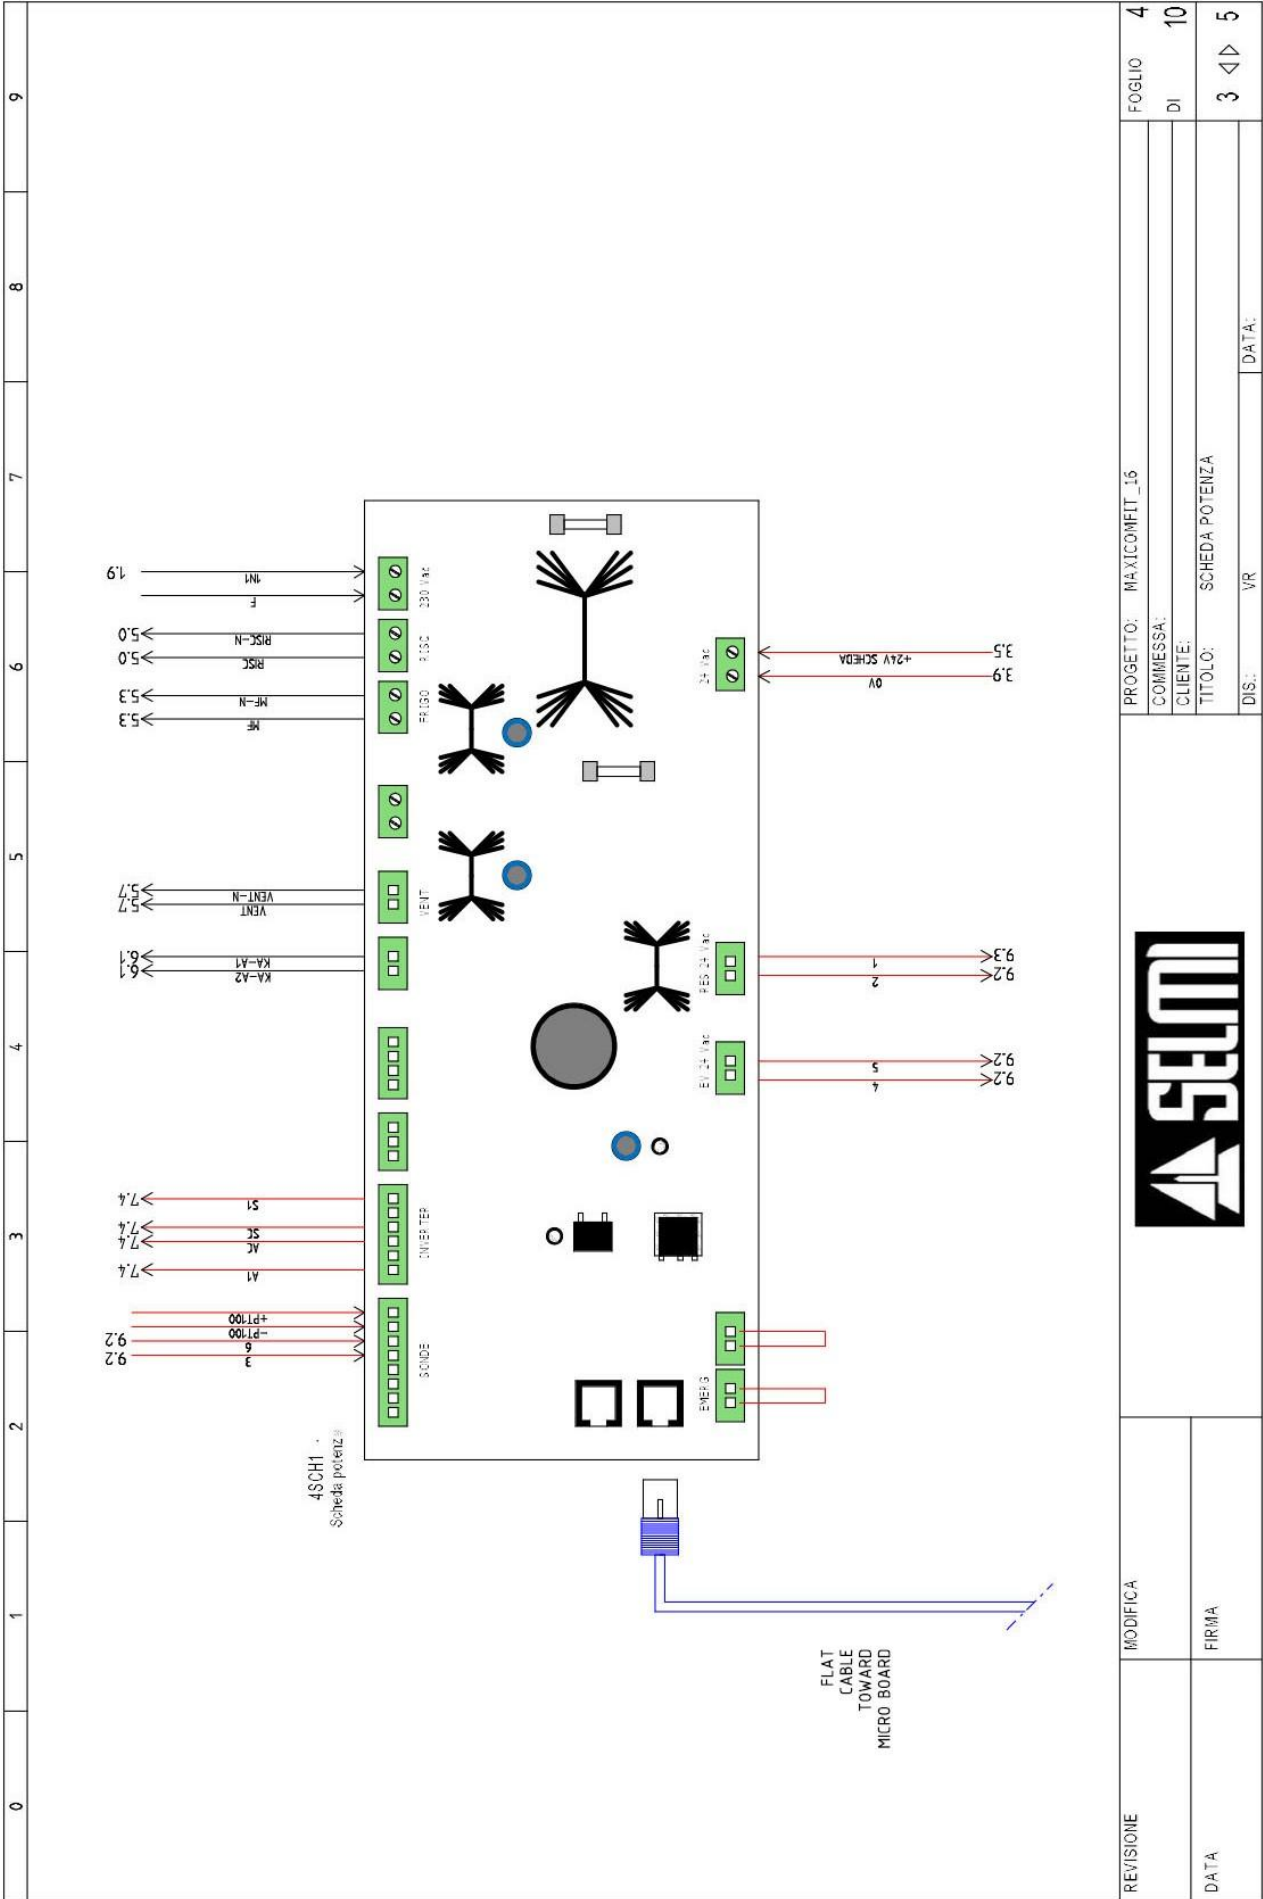 0 1 2 3 4 5 6 7 8 9
4SCH1
Scheda potenza
9.2 3
9.2 6
-PT100
+PT100
7.4 A1
7.4 AC
7.4 SC
7.4 S1
6.1 KA-A2
6.1 KA-A1
5.7 VENT
5.7 VENT-N
5.3 MF
5.3 MF-N
5.0 RISC
5.0 RISC-N
F
1.9 1N1
SONDE
INVERTER
VENT
FRIGO
RISC
230 Vac
EMERG
EV 24 Vac
RES 24 Vac
24 Vac
4 9.2
5 9.2
2 9.2
1 9.3
0V 3.9
+24V SCHEDA 3.5
FLAT
CABLE
TOWARD
MICRO BOARD
REVISIONE
MODIFICA
DATA
FIRMA
SELMI
PROGETTO: MAXICOMFIT_16
COMMESSA:
CLIENTE:
TITOLO: SCHEDA POTENZA
DIS.: VR
DATA:
FOGLIO 4
DI 10
3 5